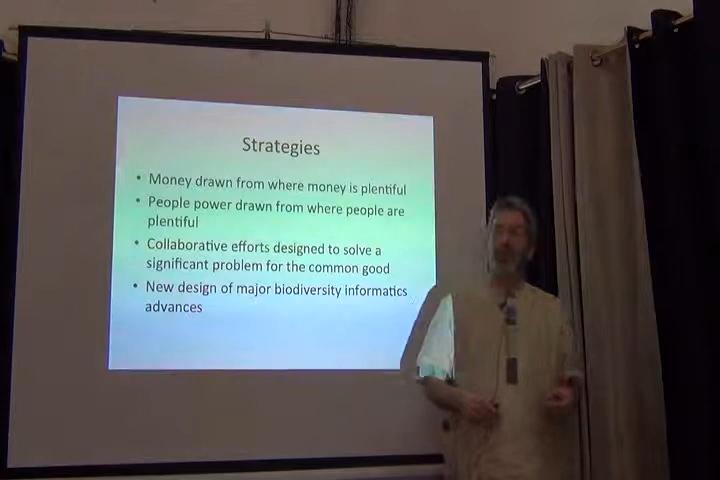 Strategies
• Money drawn from where money is plentiful
• People power drawn from where people are
plentiful
• Collaborative efforts designed to solve a
significant problem for the common good
• New design of major biodiversity informatics
advances